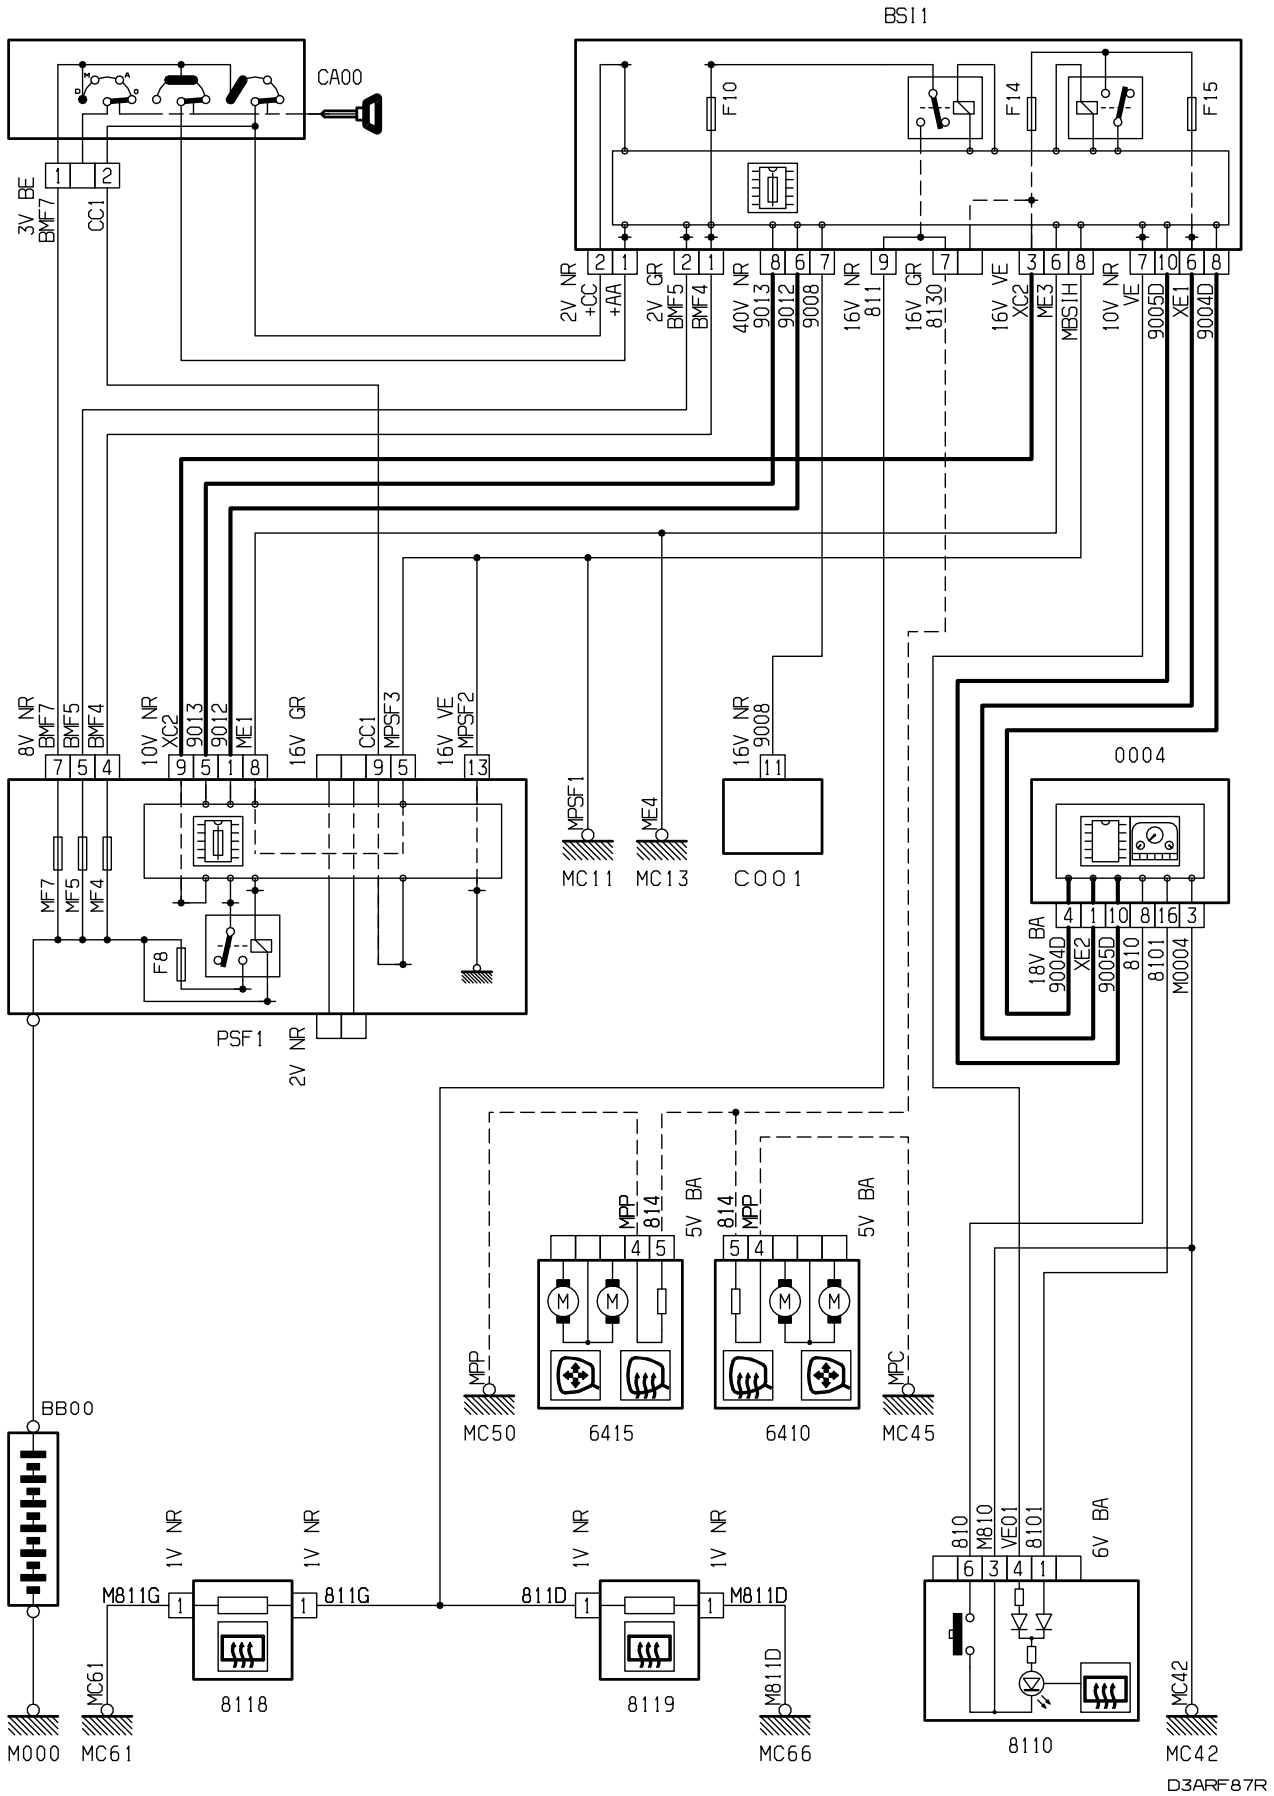 BSI1
CA00
M A
D O
F10
F14
F15
1 2
3V BE
BMF7
CC1
2 1 2 1 8 6 7 9 7 3 6 8 7 10 6 8
2V NR
+CC
+AA
2V GR
BMF5
BMF4
40V NR
9013
9012
9008
16V NR
811
16V GR
8130
16V VE
XC2
ME3
MBSIH
10V NR
VE
9005D
XE1
9004D
8V NR
BMF7
BMF5
BMF4
10V NR
XC2
9013
9012
ME1
16V GR
CC1
MPSF3
16V VE
MPSF2
16V NR
9008
0004
7 5 4 9 5 1 8 9 5 13 11
MPSF1
ME4
MC11
MC13
C001
MF7
MF5
MF4
F8
PSF1
2V NR
4 1 10 8 16 3
18V BA
9004D
XE2
9005D
810
8101
M0004
MPP
814
5V BA
814
MPP
5V BA
4 5 5 4
M M M M
MPP
MPC
MC50
6415
6410
MC45
BB00
1V NR
1V NR
1V NR
1V NR
810
M810
VE01
8101
6V BA
6 3 4 1
M811G
1 1
811G
811D
1 1
M811D
MC61
M811D
MC42
8118
8119
8110
M000
MC61
MC66
MC42
D3ARF87R